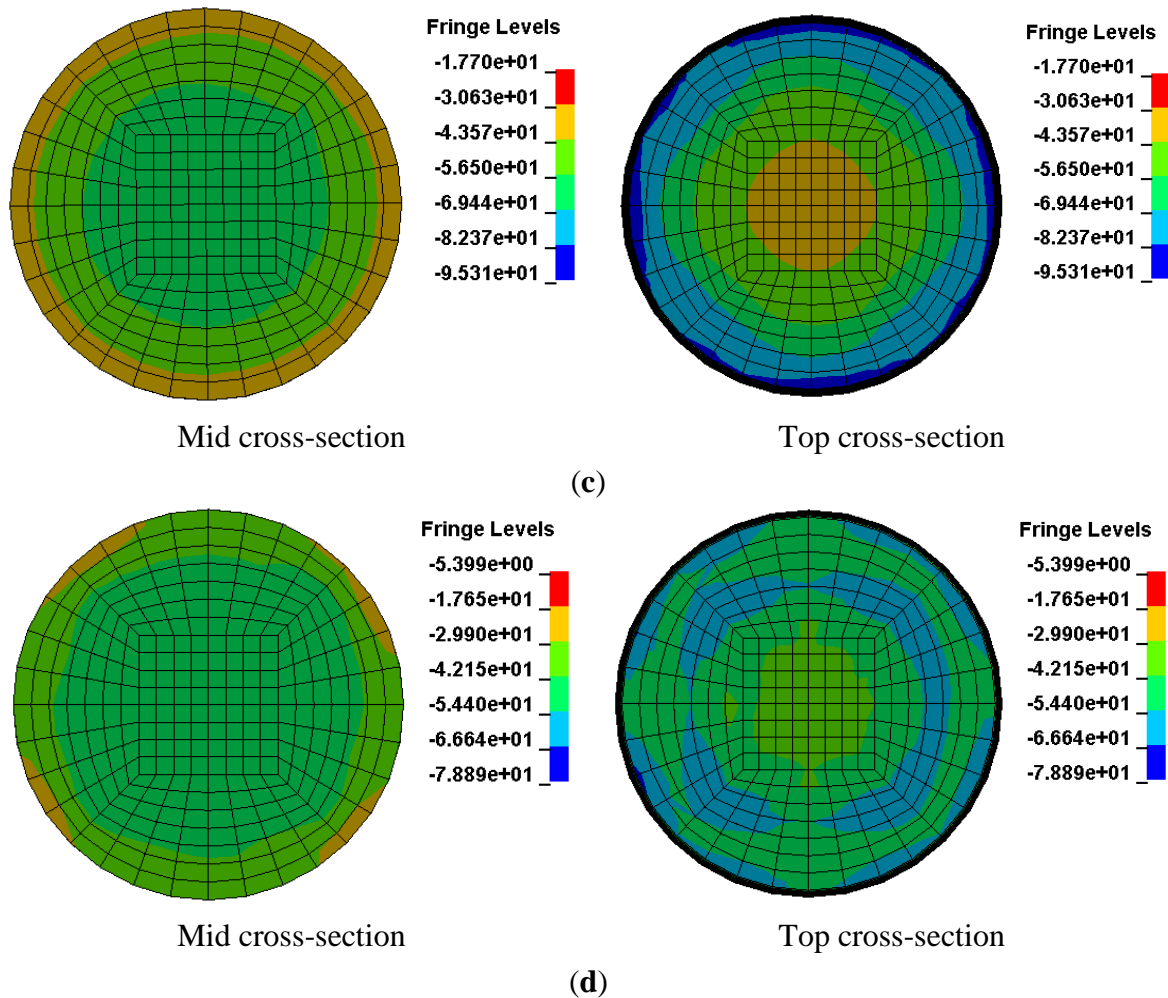 Fringe Levels
-1.770e+01
-3.063e+01
-4.357e+01
-5.650e+01
-6.944e+01
-8.237e+01
-9.531e+01
Fringe Levels
-1.770e+01
-3.063e+01
-4.357e+01
-5.650e+01
-6.944e+01
-8.237e+01
-9.531e+01
Mid cross-section
Top cross-section
(c)
Fringe Levels
-5.399e+00
-1.765e+01
-2.990e+01
-4.215e+01
-5.440e+01
-6.664e+01
-7.889e+01
Fringe Levels
-5.399e+00
-1.765e+01
-2.990e+01
-4.215e+01
-5.440e+01
-6.664e+01
-7.889e+01
Mid cross-section
Top cross-section
(d)